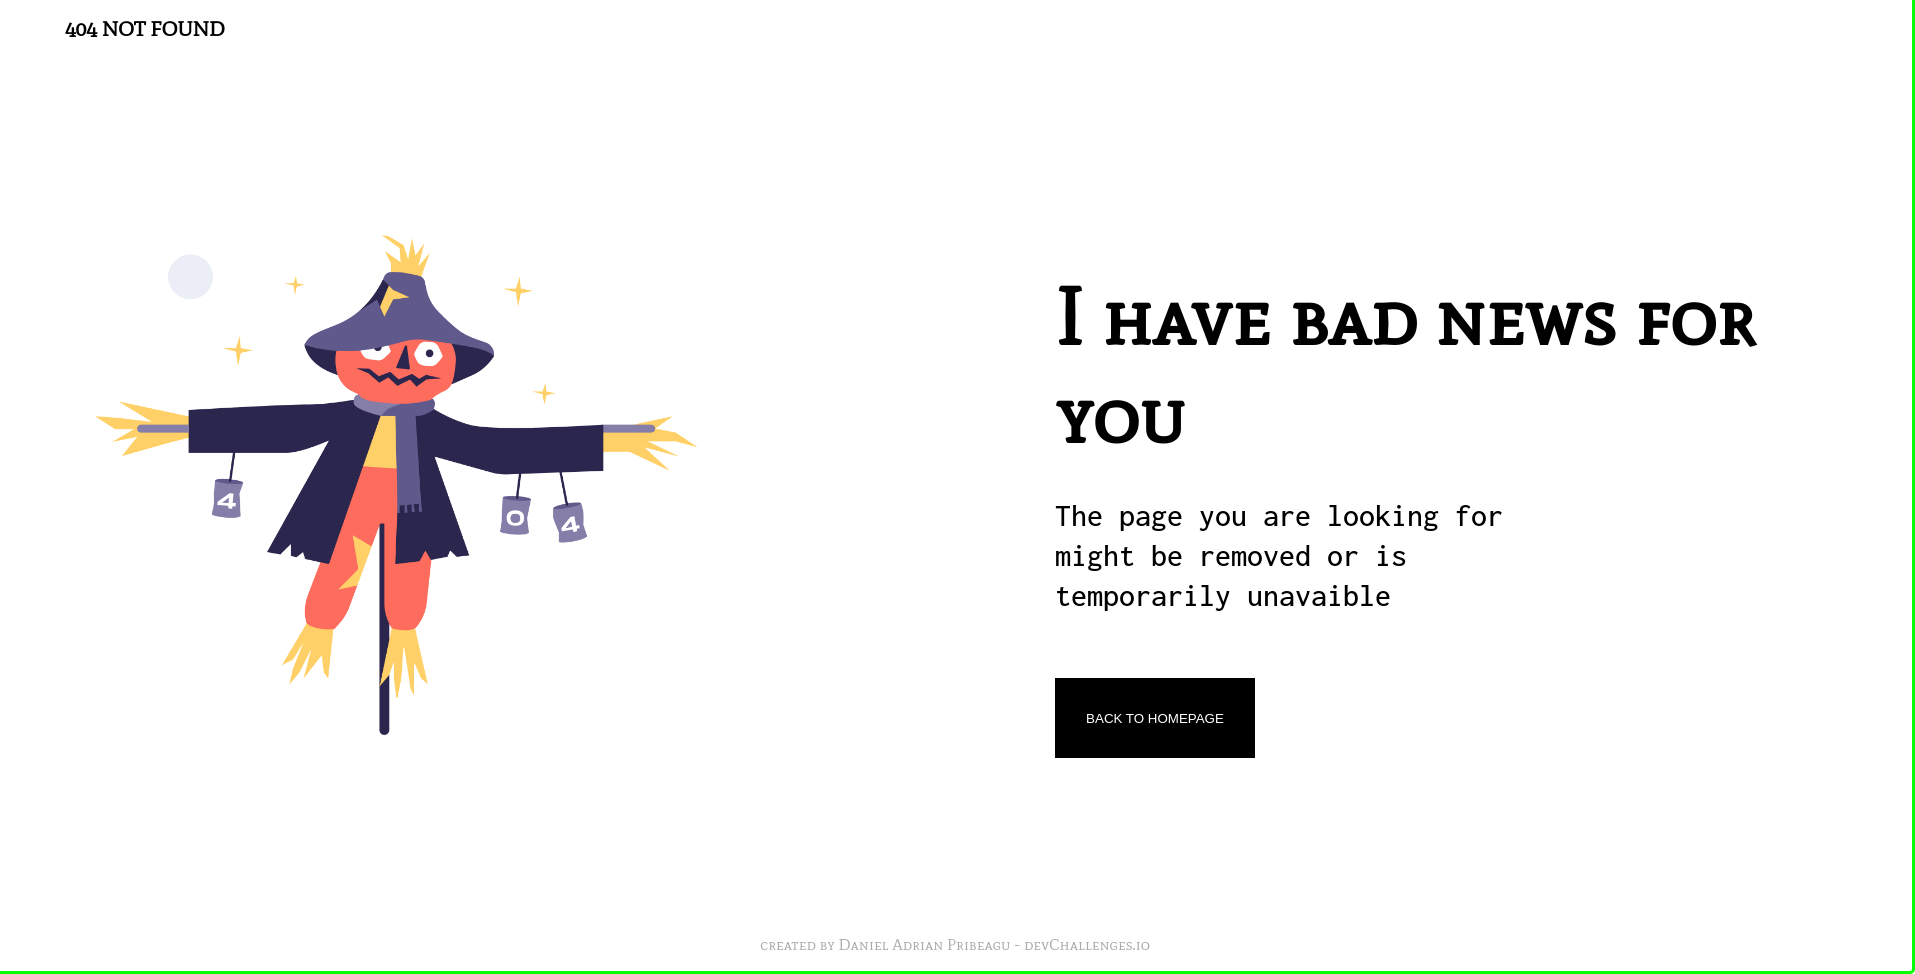 404 NOT FOUND
I have bad news for
you
4
0
4
The page you are looking for
might be removed or is
temporarily unavaible
BACK TO HOMEPAGE
created by Daniel Adrian Pribeagu - devChallenges.io